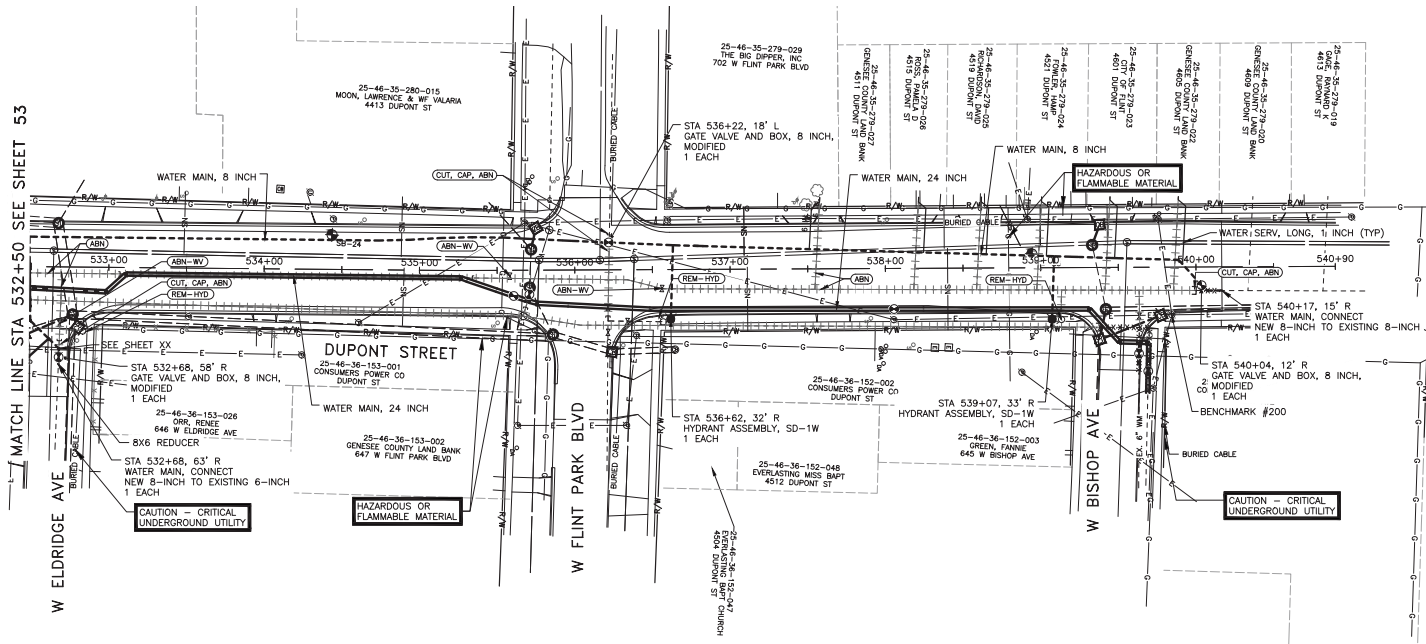 MATCH LINE STA 532+50 SEE SHEET 53
25-46-35-280-015
MOON, LAWRENCE & WF VALARIA
4413 DUPONT ST
25-46-35-279-029
THE BIG DIPPER, INC
702 W FLINT PARK BLVD
25-46-35-279-027
GENESEE COUNTY LAND BANK
4511 DUPONT ST
25-46-35-279-026
ROSS, PAMELA D
4515 DUPONT ST
25-46-35-279-025
RICHARDSON, DAVID
4519 DUPONT ST
25-46-35-279-024
FOWLER, HAMP
4521 DUPONT ST
25-46-35-279-023
CITY OF FLINT
4601 DUPONT ST
25-46-35-279-022
GENESEE COUNTY LAND BANK
4605 DUPONT ST
25-46-35-279-020
GENESEE COUNTY LAND BANK
4609 DUPONT ST
25-46-35-279-019
GAGE, RAYNARD K
4613 DUPONT ST
STA 536+22, 18' L
GATE VALVE AND BOX, 8 INCH,
MODIFIED
1 EACH
WATER MAIN, 8 INCH
CUT, CAP, ABN
BURIED CABLE
WATER MAIN, 24 INCH
WATER MAIN, 8 INCH
HAZARDOUS OR
FLAMMABLE MATERIAL
BURIED CABLE
WATER SERV, LONG, 1 INCH (TYP)
SB-24
ABN
ABN-WV
ABN-WV
533+00
534+00
535+00
536+00
537+00
538+00
539+00
540+00
540+90
CUT, CAP, ABN
REM-HYD
ABN-WV
REM-HYD
ABN
REM-HYD
CUT, CAP, ABN
STA 540+17, 15' R
WATER MAIN, CONNECT
NEW 8-INCH TO EXISTING 8-INCH
1 EACH
SEE SHEET XX
DUPONT STREET
STA 532+68, 58' R
GATE VALVE AND BOX, 8 INCH,
MODIFIED
1 EACH
25-46-36-153-001
CONSUMERS POWER CO
DUPONT ST
WATER MAIN, 24 INCH
25-46-36-153-026
ORR, RENEE
646 W ELDRIDGE AVE
25-46-36-153-002
GENESEE COUNTY LAND BANK
647 W FLINT PARK BLVD
8X6 REDUCER
STA 532+68, 63' R
WATER MAIN, CONNECT
NEW 8-INCH TO EXISTING 6-INCH
1 EACH
BURIED CABLE
CAUTION - CRITICAL
UNDERGROUND UTILITY
W ELDRIDGE AVE
HAZARDOUS OR
FLAMMABLE MATERIAL
W FLINT PARK BLVD
BURIED CABLE
STA 536+62, 32' R
HYDRANT ASSEMBLY, SD-1W
1 EACH
25-46-36-152-002
CONSUMERS POWER CO
DUPONT ST
STA 539+07, 33' R
HYDRANT ASSEMBLY, SD-1W
1 EACH
25-46-36-152-003
GREEN, FANNIE
645 W BISHOP AVE
25-46-36-152-048
EVERLASTING MISS BAPT
4512 DUPONT ST
25-46-36-152-047
EVERLASTING BAPT CHURCH
4504 DUPONT ST
W BISHOP AVE
STA 540+04, 12' R
GATE VALVE AND BOX, 8 INCH,
MODIFIED
1 EACH
BENCHMARK #200
BURIED CABLE
CAUTION - CRITICAL
UNDERGROUND UTILITY